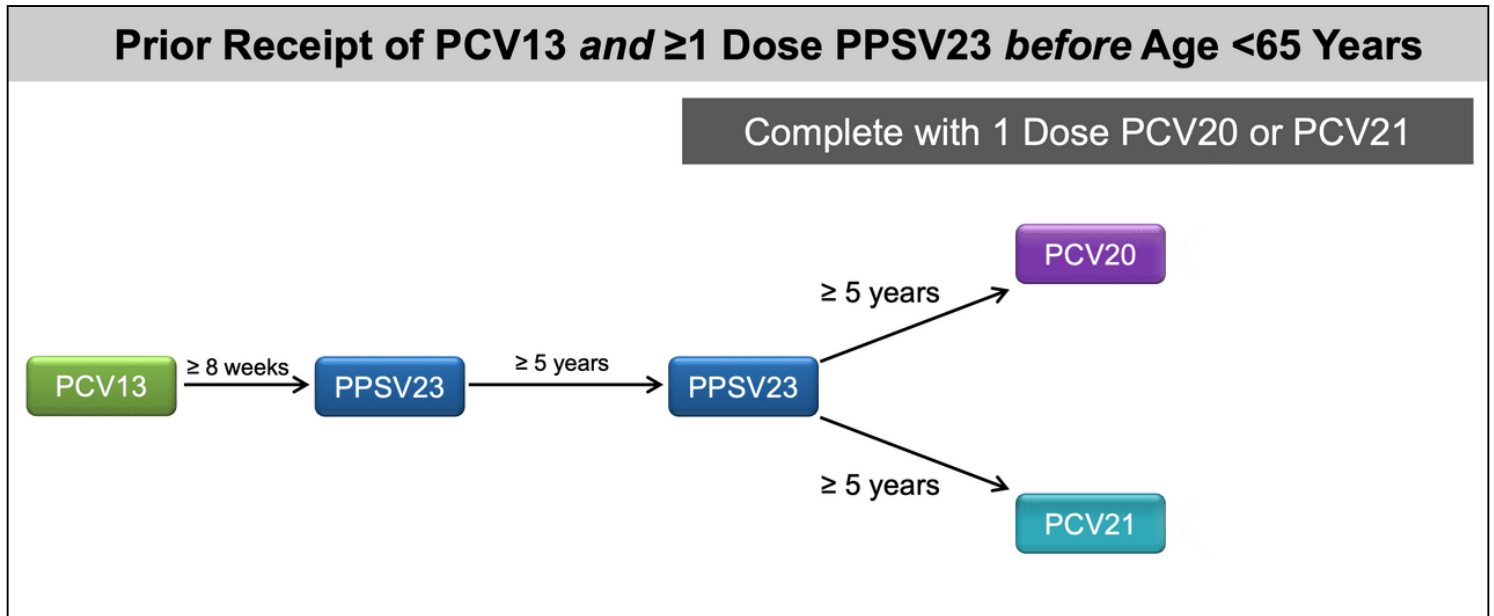 Prior Receipt of PCV13 and ≥1 Dose PPSV23 before Age <65 Years
Complete with 1 Dose PCV20 or PCV21
PCV20
≥ 5 years
PCV13
≥ 8 weeks
PPSV23
≥ 5 years
PPSV23
≥ 5 years
PCV21